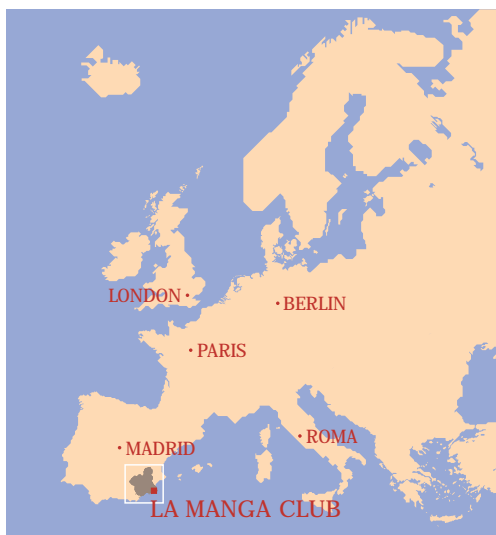 LONDON
BERLIN
PARIS
ROMA
MADRID
LA MANGA CLUB